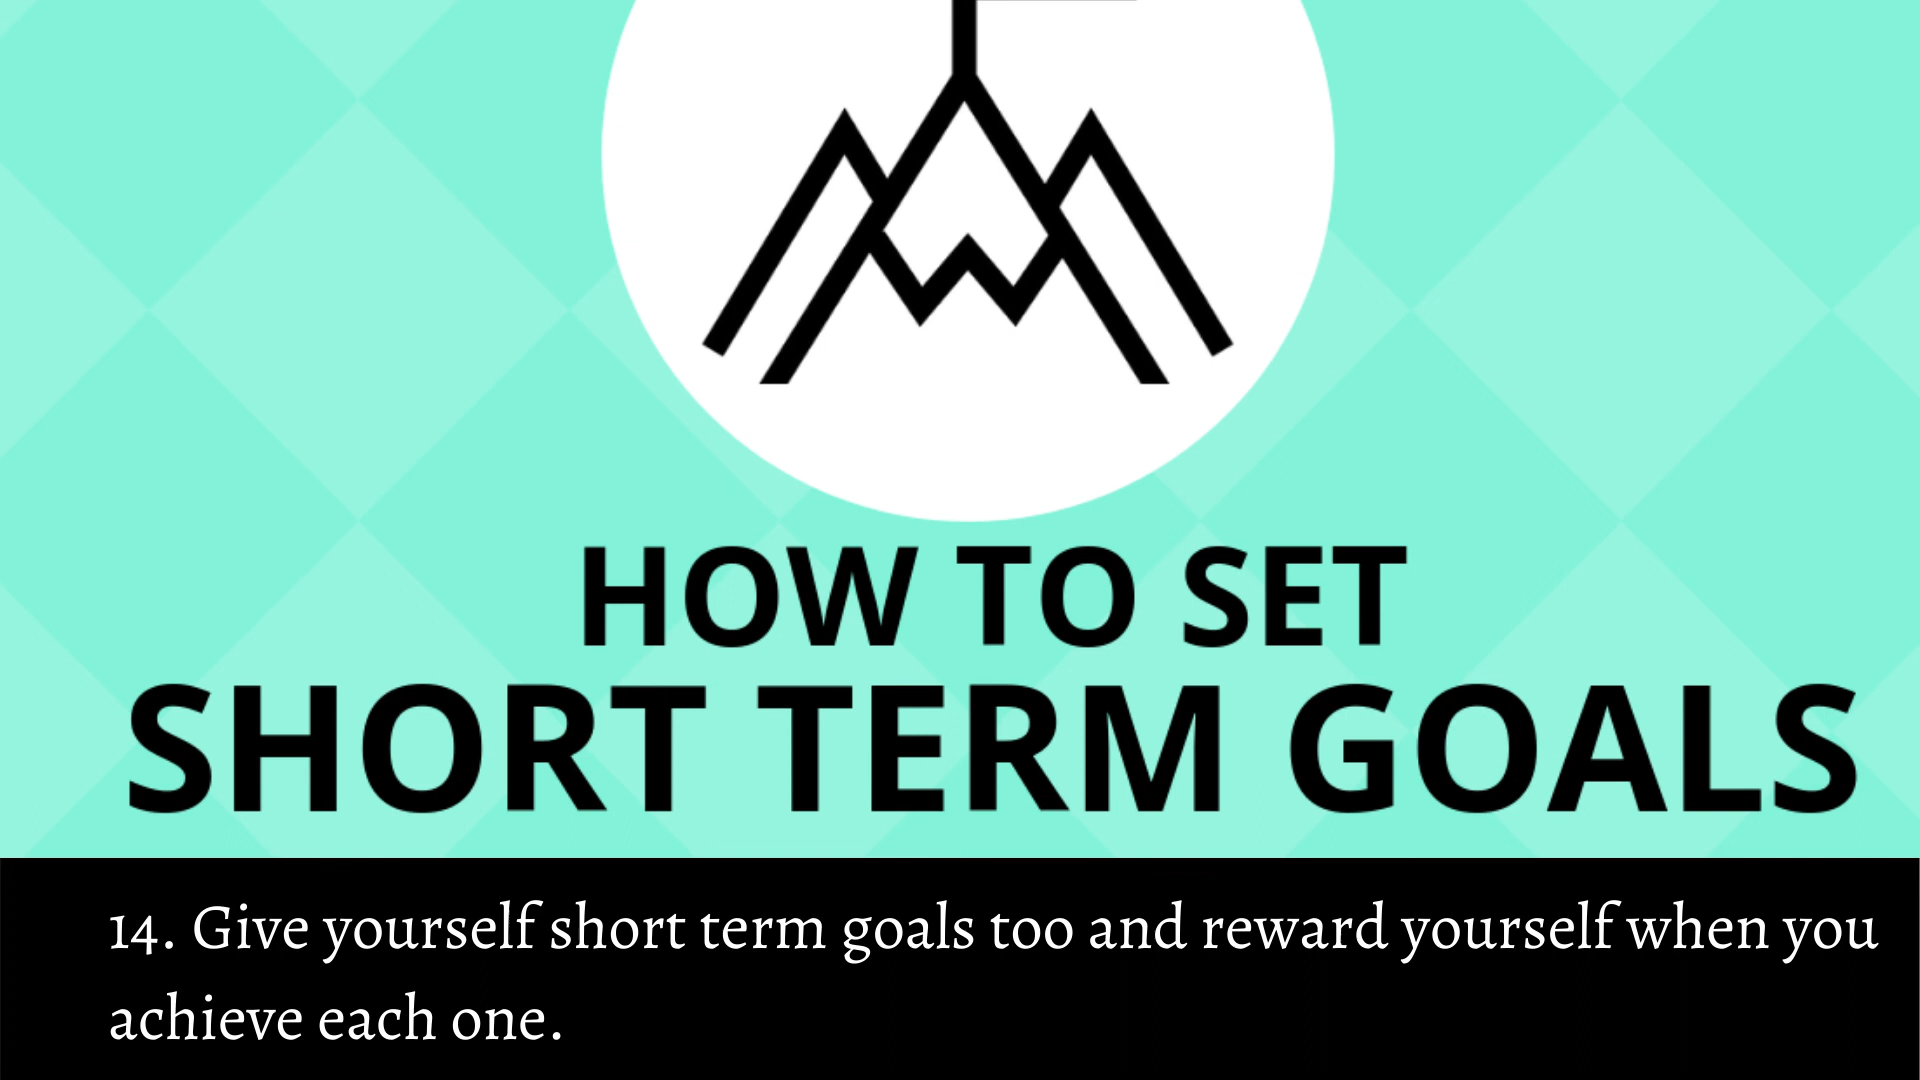 HOW TO SET
SHORT TERM GOALS
14. Give yourself short term goals too and reward yourself when you
achieve each one.